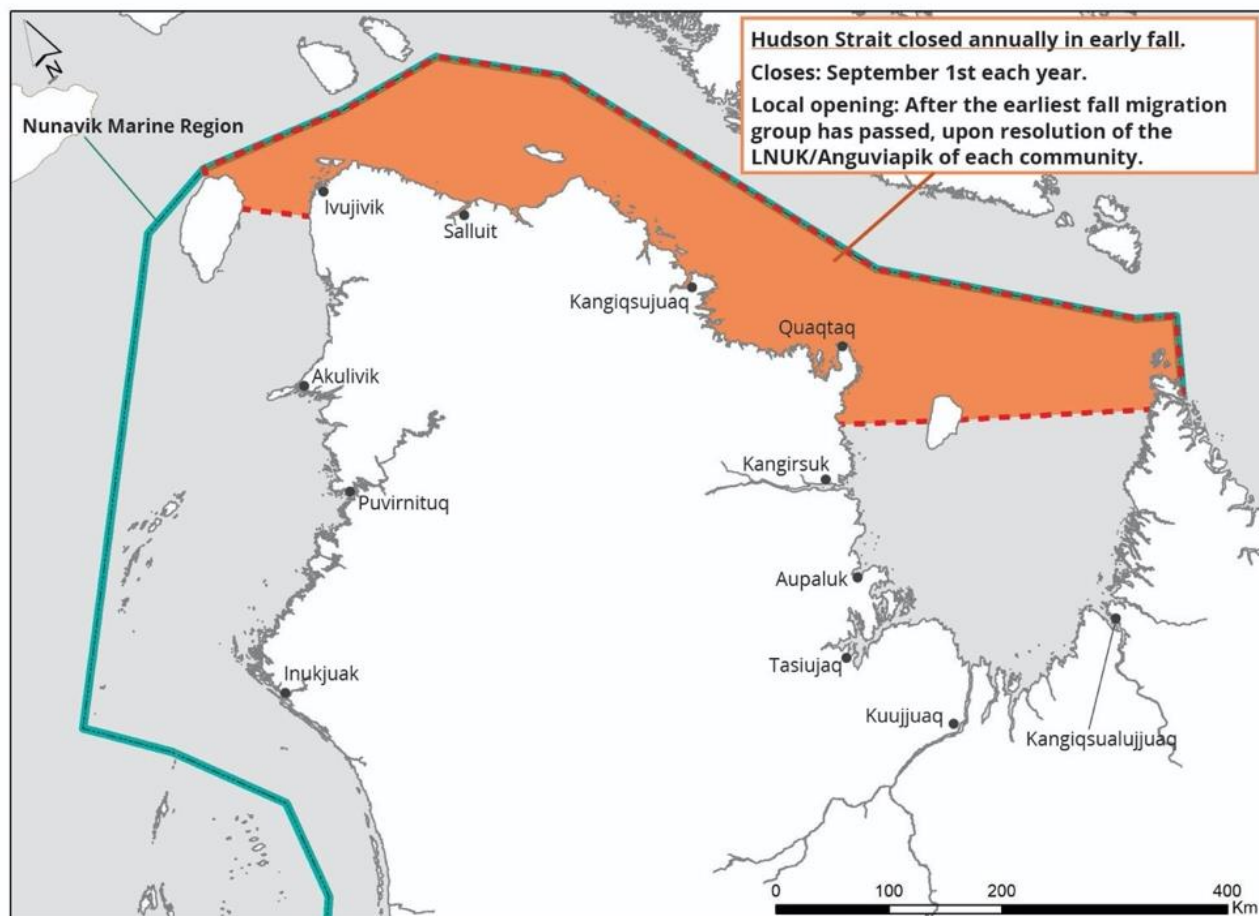 N
Hudson Strait closed annually in early fall.
Closes: September 1st each year.
Local opening: After the earliest fall migration
group has passed, upon resolution of the
LNUK/Anguviapik of each community.
Nunavik Marine Region
Ivujivik
Salluit
Kangiqsujuaq
Quaqtaq
Akulivik
Kangirsuk
Puvirnituq
Aupaluk
Tasiujaq
Inukjuak
Kuujjuaq
Kangiqsualujjuaq
0 100 200 400
Km